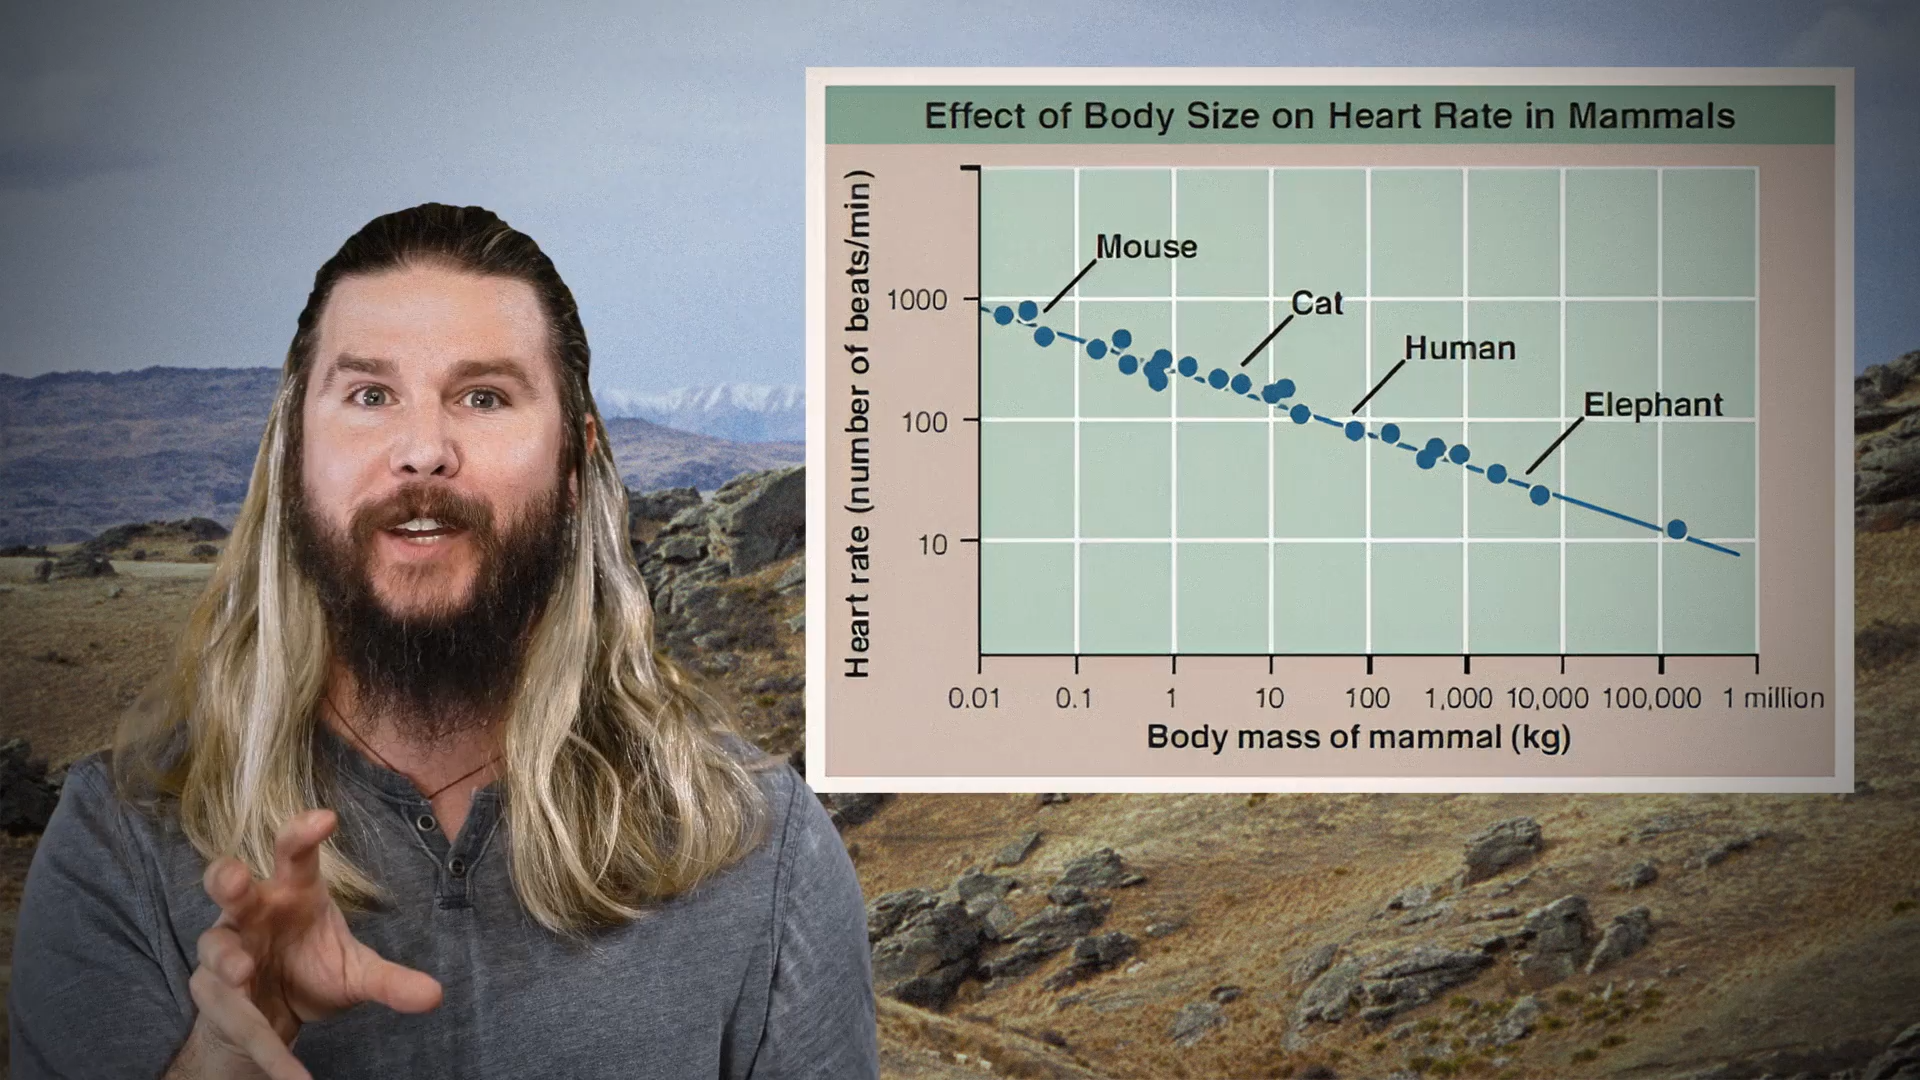 Effect of Body Size on Heart Rate in Mammals
Heart rate (number of beats/min)
Mouse
1000
Cat
Human
Elephant
100
10
0.01 0.1 1 10 100 1,000 10,000 100,000 1 million
Body mass of mammal (kg)